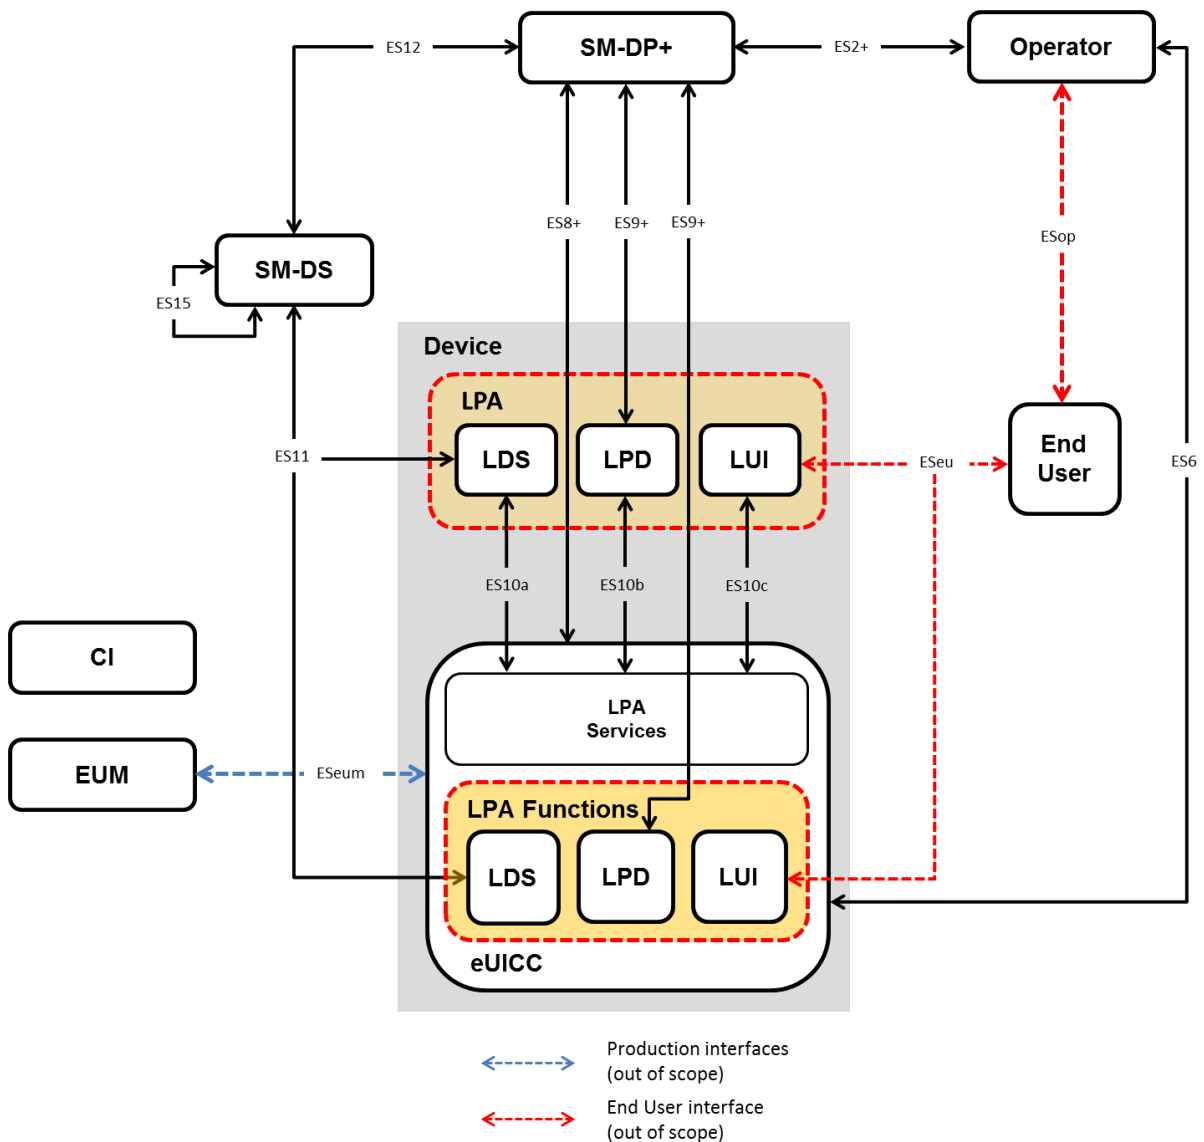 SM-DP+
Operator
ES12
ES2+
ES8+
ES9+
ES9+
ESop
SM-DS
ES15
Device
LPA
LDS
LPD
LUI
ES11
ESeu
End
User
ES6
ES10a
ES10b
ES10c
CI
LPA
Services
EUM
ESeum
LPA Functions
LDS
LPD
LUI
eUICC
Production interfaces
(out of scope)
End User interface
(out of scope)